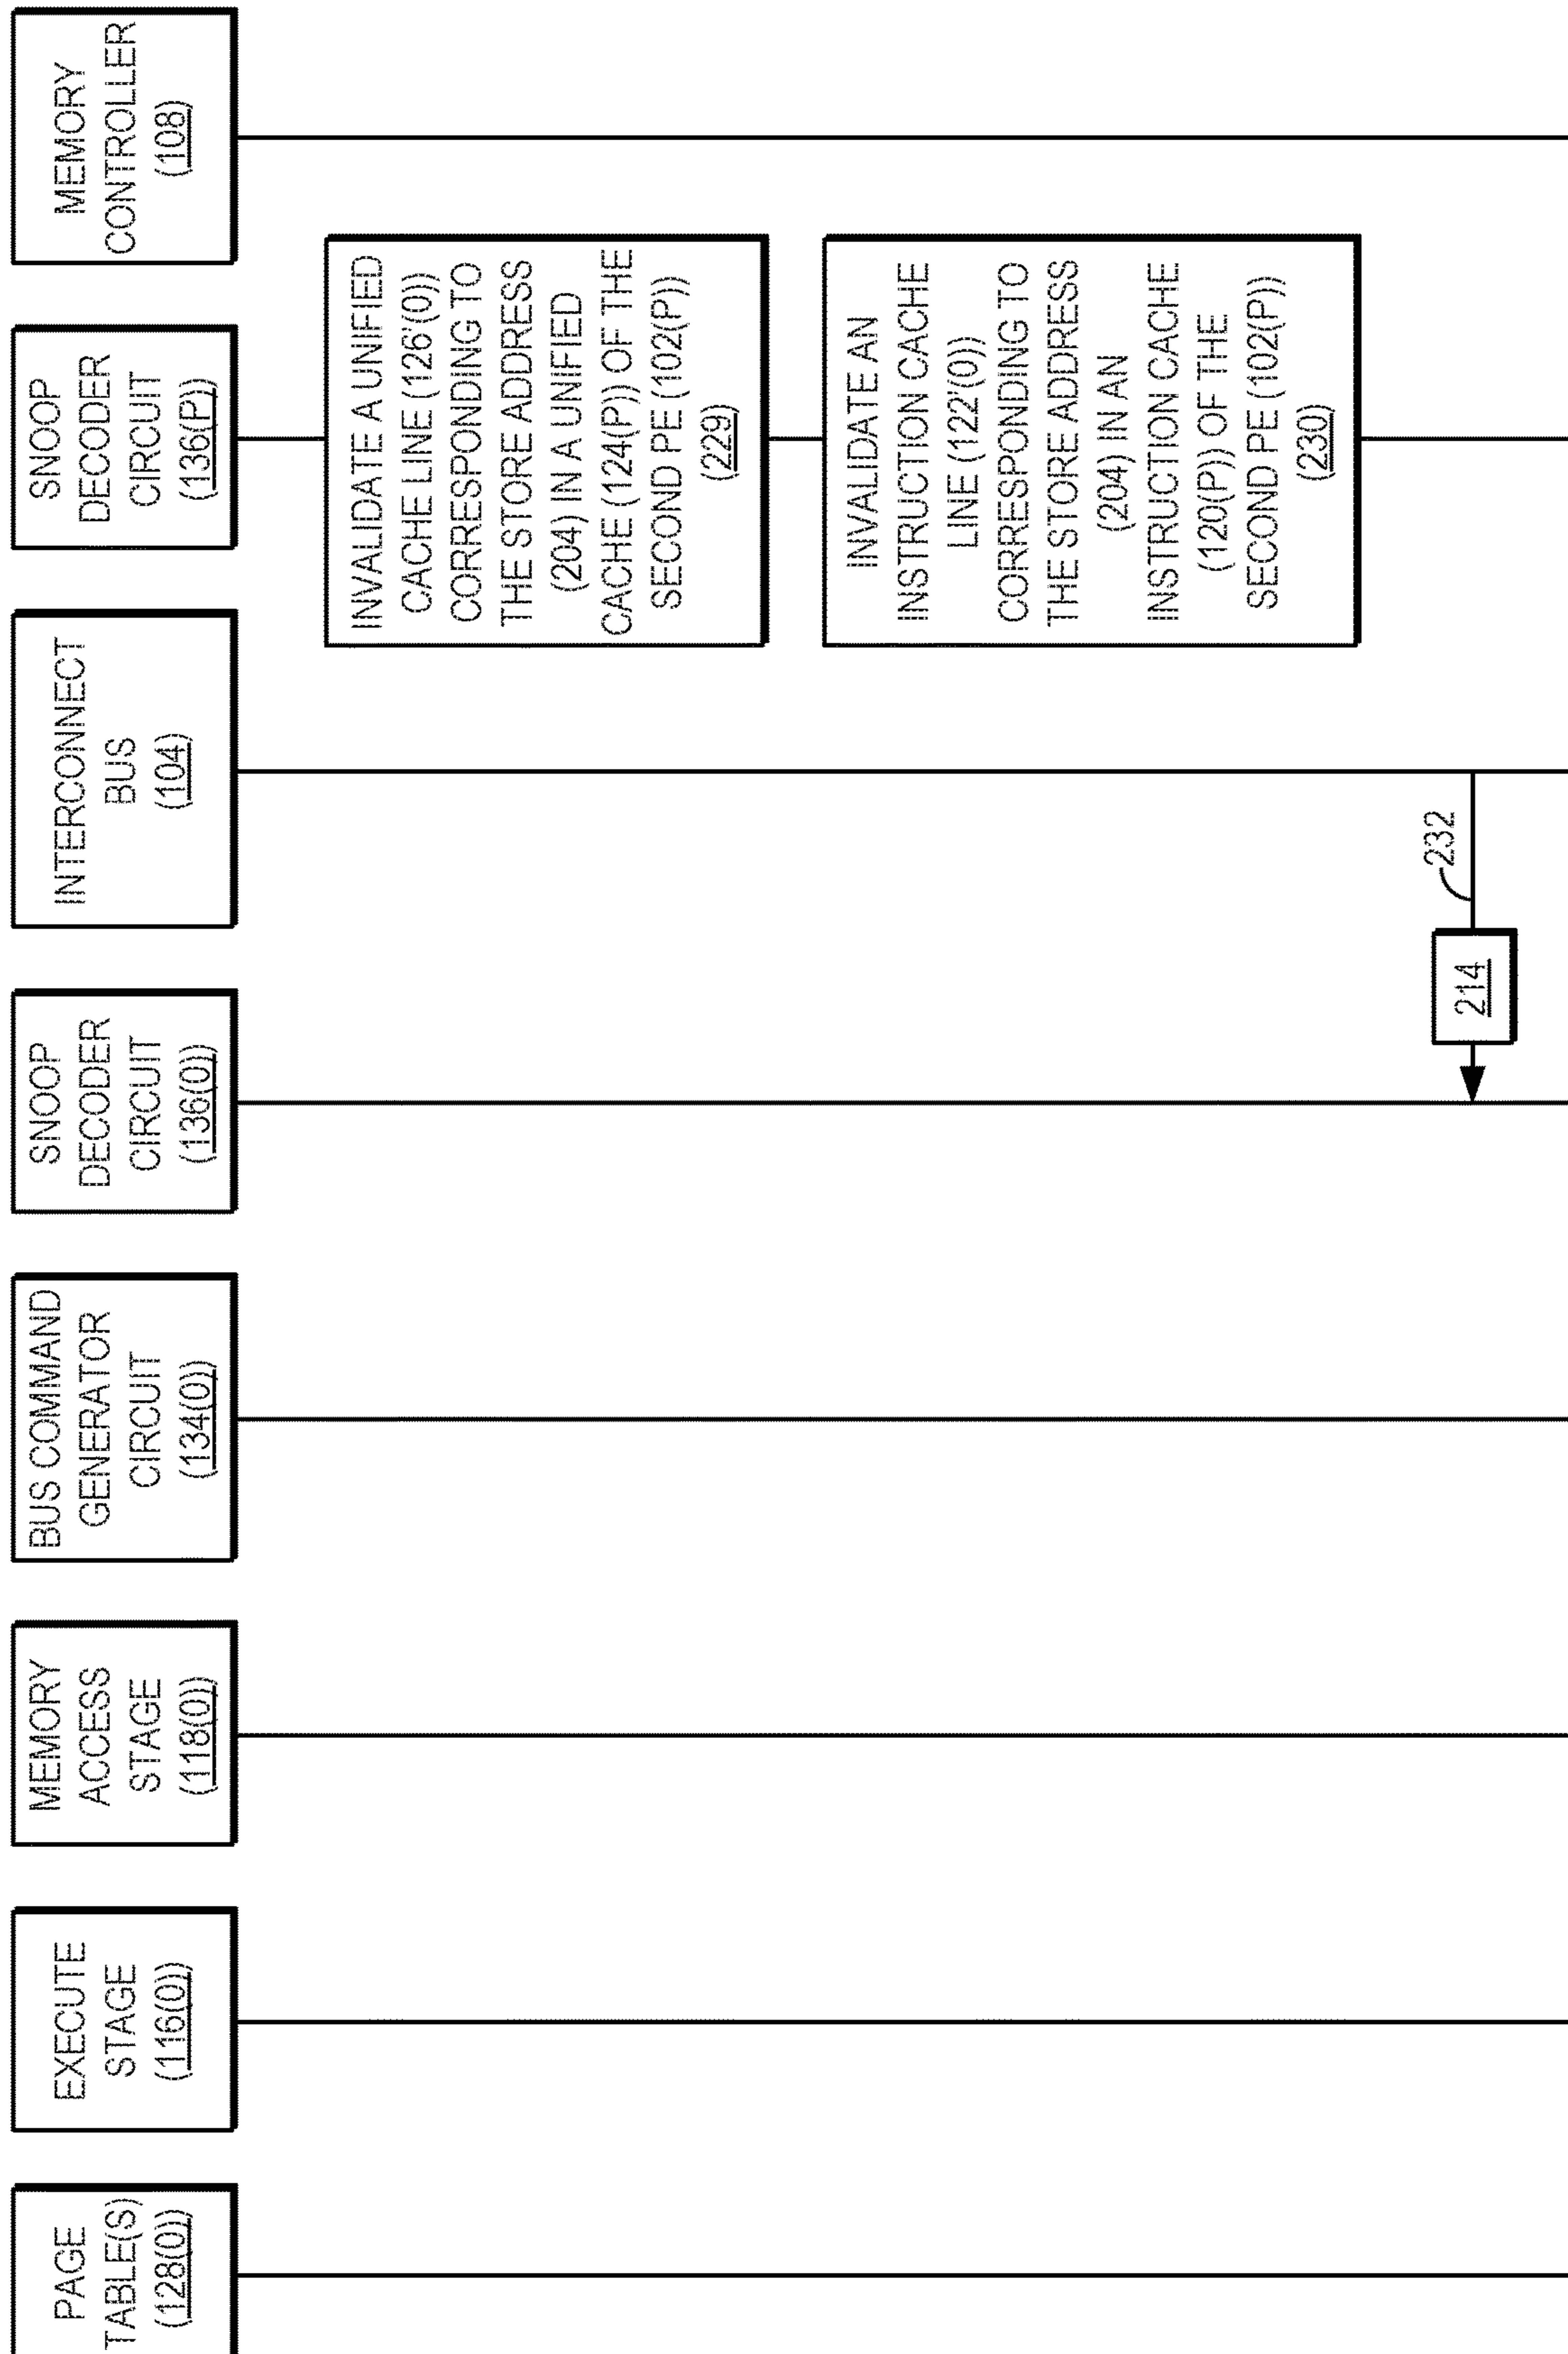 PAGE
TABLE(S)
(128(0))
EXECUTE
STAGE
(116(0))
MEMORY
ACCESS
STAGE
(118(0))
BUS COMMAND
GENERATOR
CIRCUIT
(134(0))
SNOOP
DECODER
CIRCUIT
(136(0))
INTERCONNECT
BUS
(104)
SNOOP
DECODER
CIRCUIT
(136(P))
MEMORY
CONTROLLER
(108)
INVALIDATE A UNIFIED
CACHE LINE (126'(0))
CORRESPONDING TO
THE STORE ADDRESS
(204) IN A UNIFIED
CACHE (124(P)) OF THE
SECOND PE (102(P))
(229)
INVALIDATE AN
INSTRUCTION CACHE
LINE (122'(0))
CORRESPONDING TO
THE STORE ADDRESS
(204) IN AN
INSTRUCTION CACHE
(120(P)) OF THE
SECOND PE (102(P))
(230)
232
214